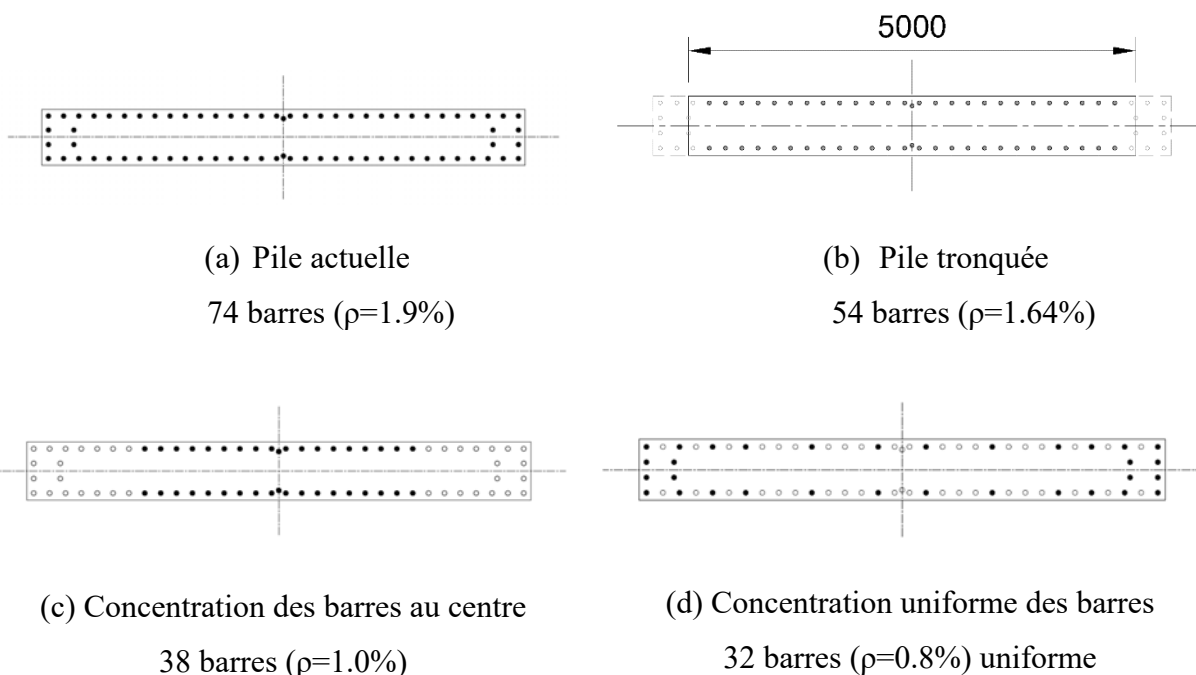 5000
(a) Pile actuelle
74 barres (ρ=1.9%)
(b) Pile tronquée
54 barres (ρ=1.64%)
(c) Concentration des barres au centre
38 barres (ρ=1.0%)
(d) Concentration uniforme des barres
32 barres (ρ=0.8%) uniforme